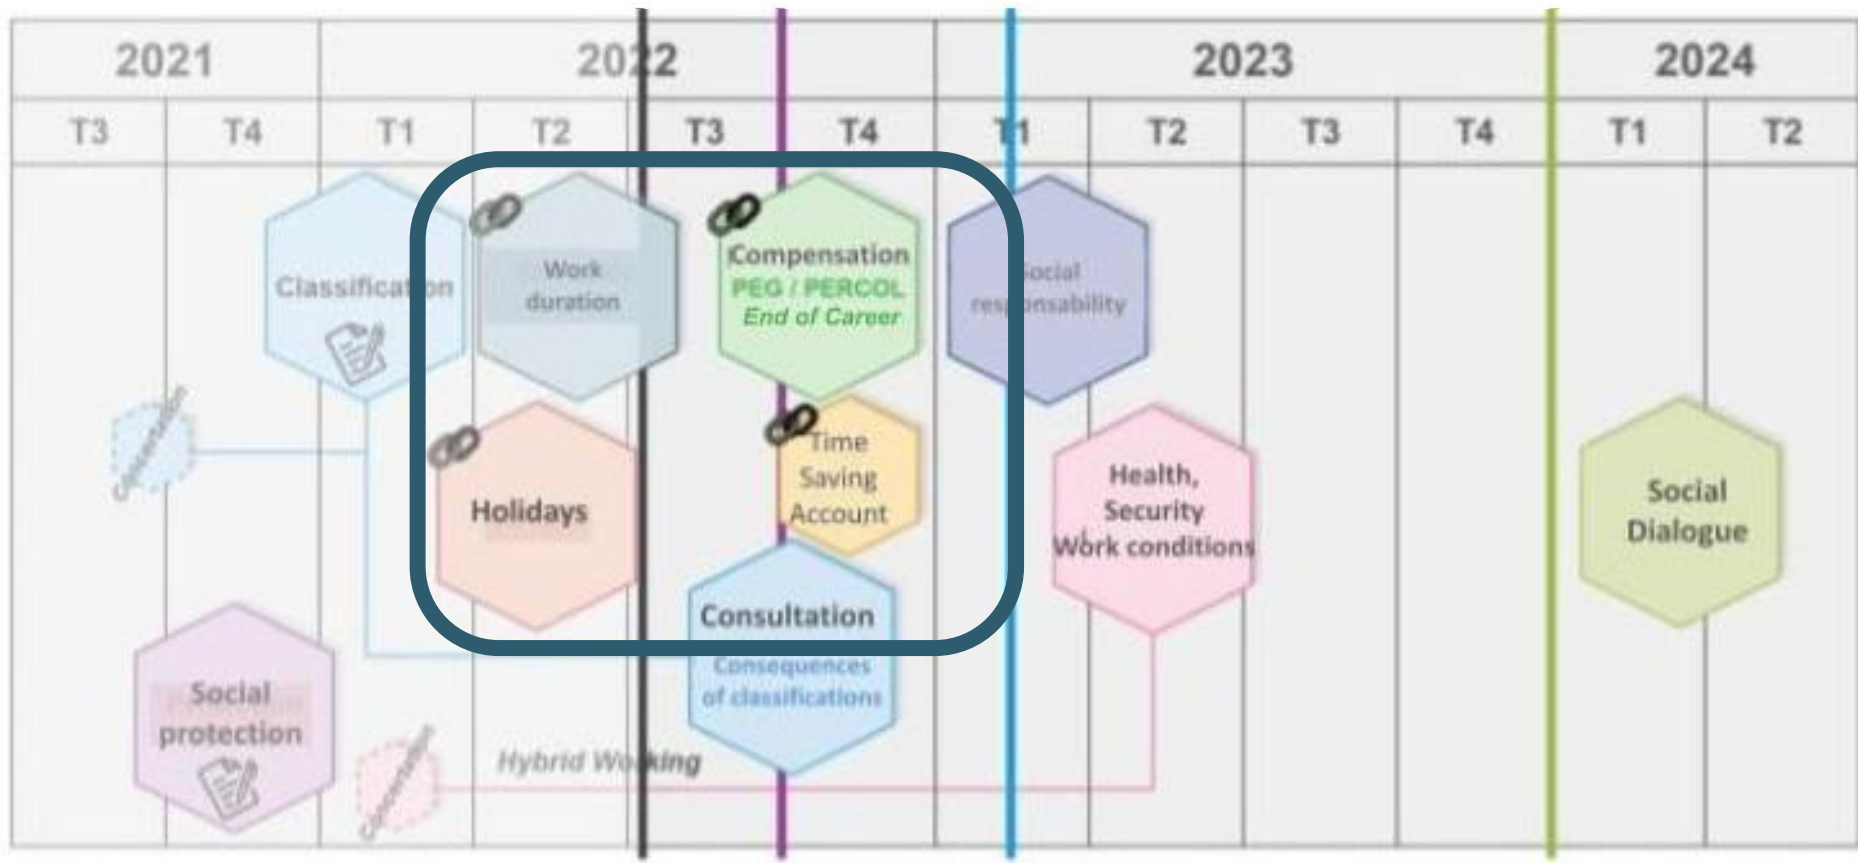 2021
2022
2023
2024
T3
T4
T1
T2
T3
T4
T1
T2
T3
T4
T1
T2
Classification
Work
duration
Compensation
PEG / PERCOL
End of Career
Social
responsability
Concertation
Holidays
Time
Saving
Account
Health,
Security
Work conditions
Social
Dialogue
Consultation
Consequences
of classifications
Social
protection
Concertation
Hybrid Working